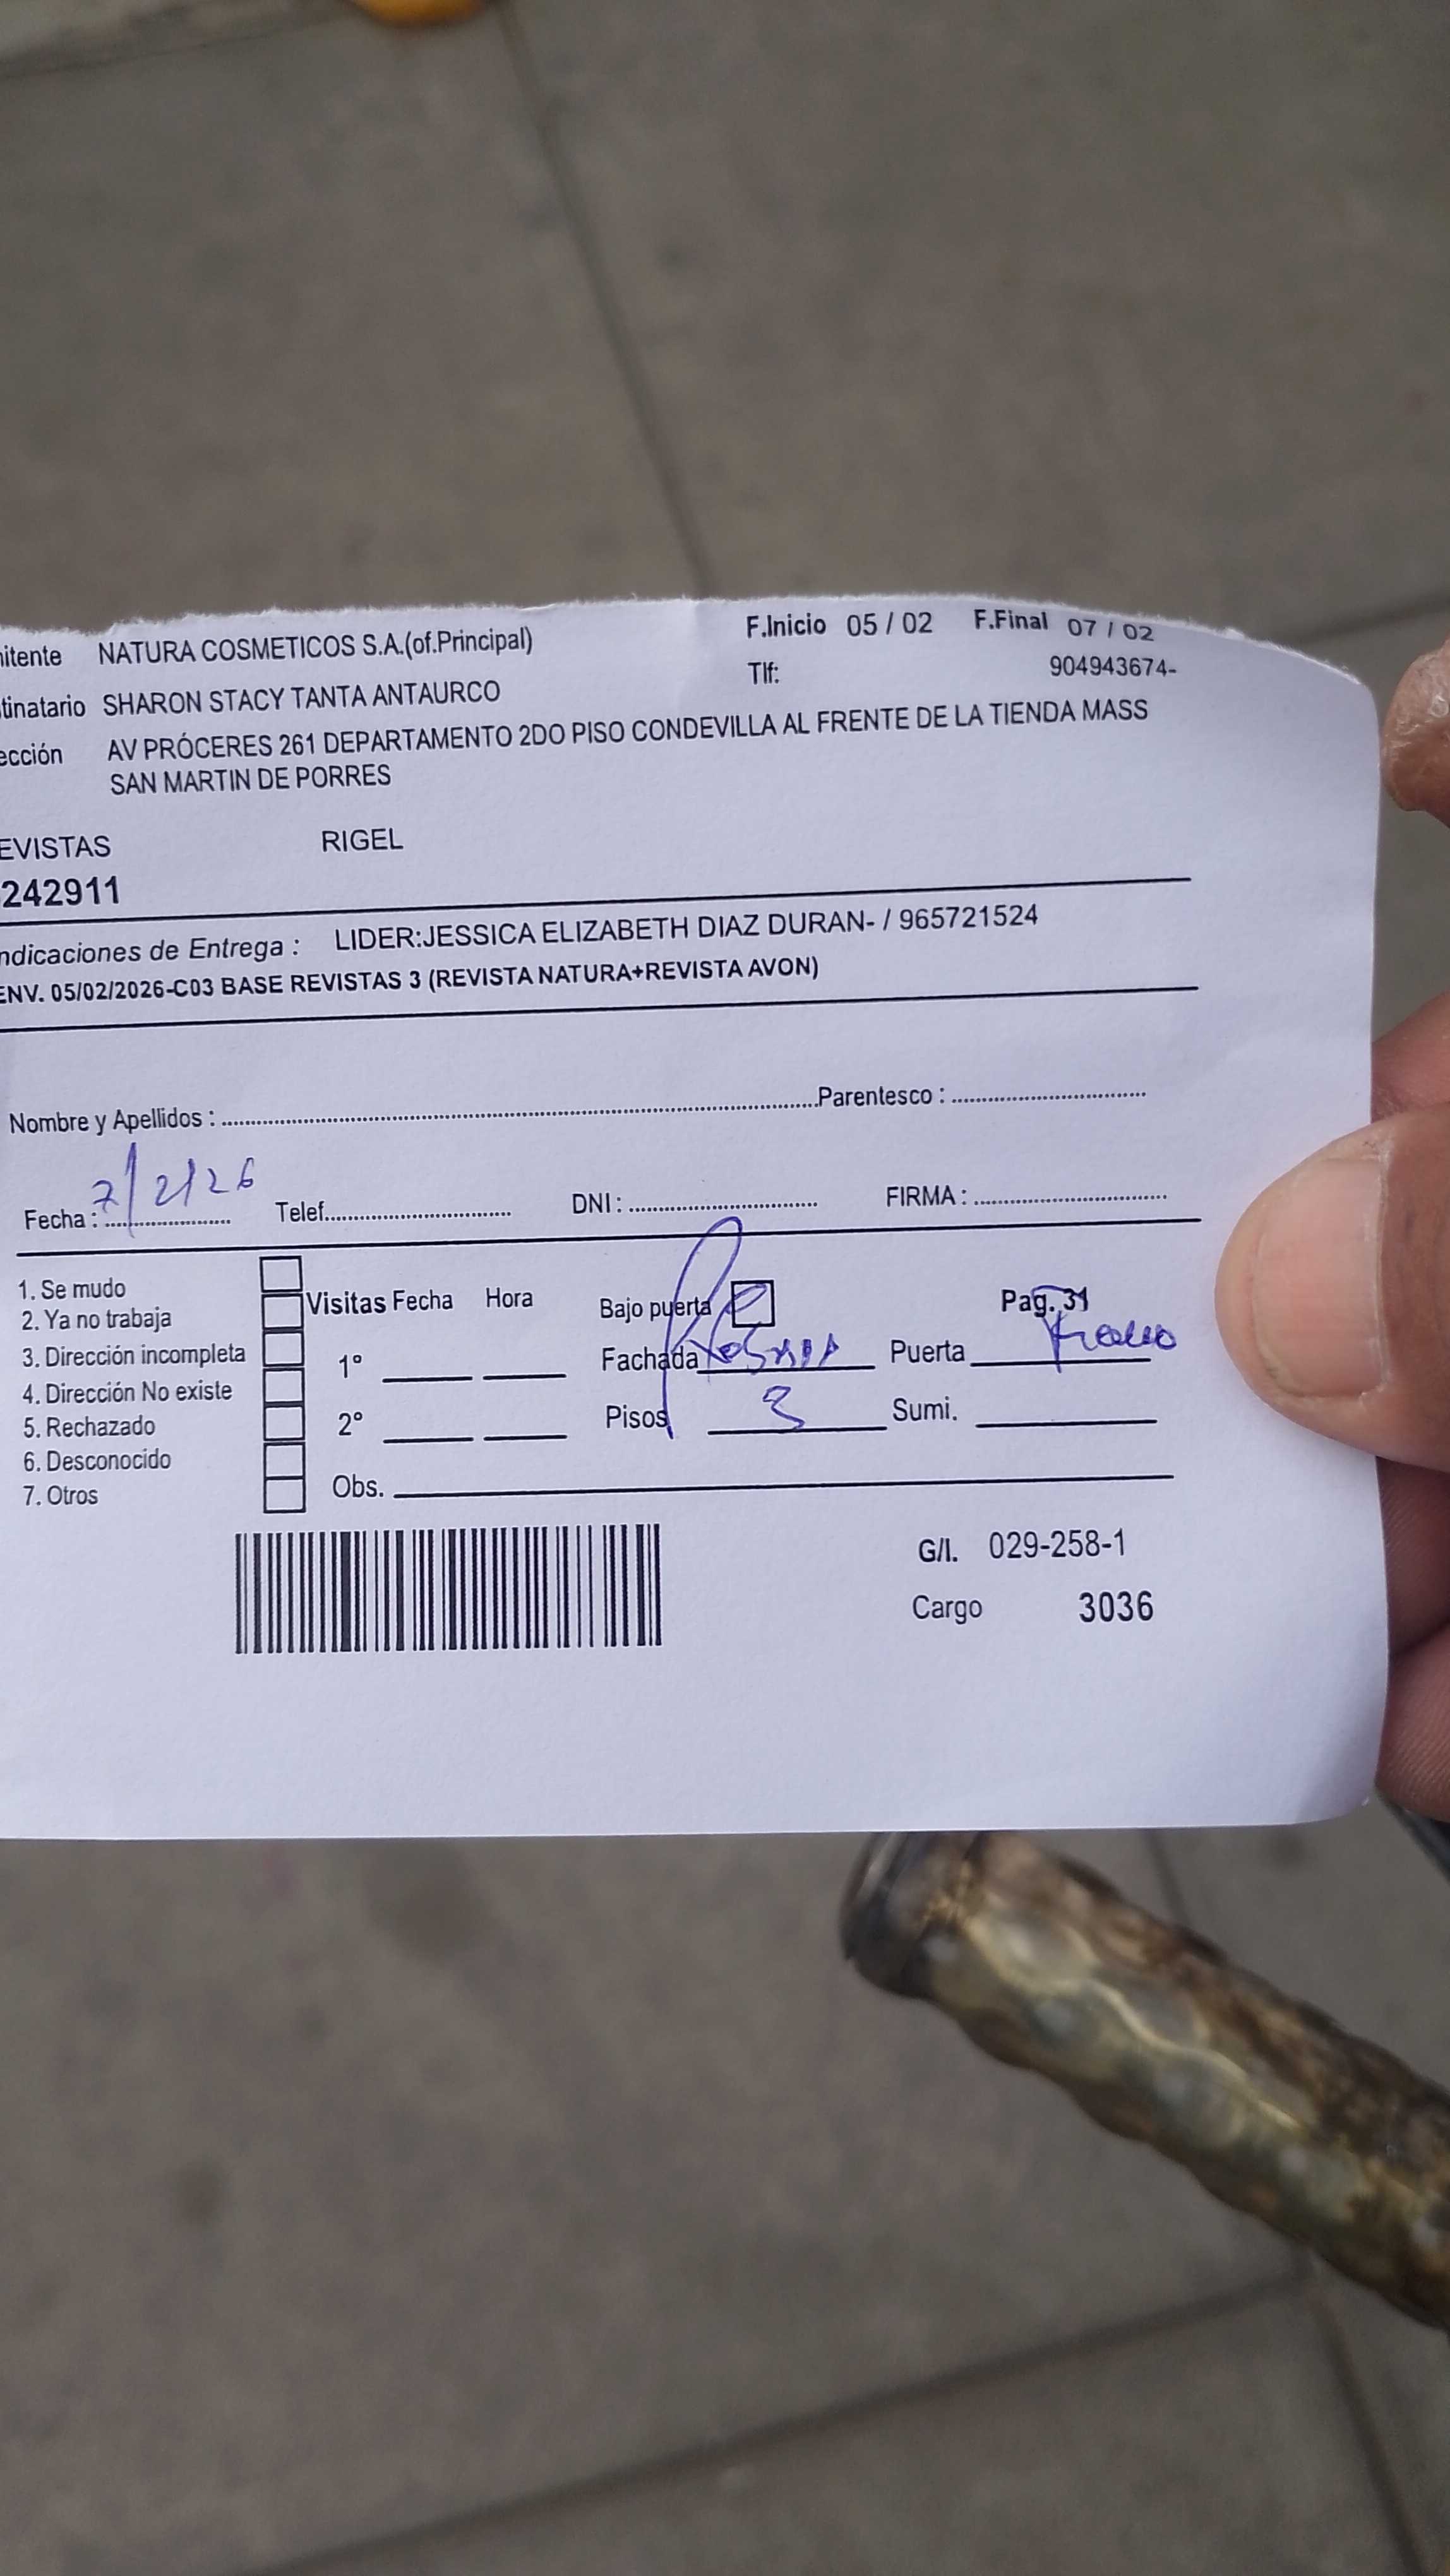 itente NATURA COSMETICOS S.A.(of.Principal) F.Inicio 05 / 02 F.Final 07 / 02
tinatario SHARON STACY TANTA ANTAURCO Tlf: 904943674-
ección AV PRÓCERES 261 DEPARTAMENTO 2DO PISO CONDEVILLA AL FRENTE DE LA TIENDA MASS
SAN MARTIN DE PORRES
EVISTAS RIGEL
242911
ndicaciones de Entrega : LIDER:JESSICA ELIZABETH DIAZ DURAN- / 965721524
ENV. 05/02/2026-C03 BASE REVISTAS 3 (REVISTA NATURA+REVISTA AVON)
Nombre y Apellidos : Parentesco :
Fecha : 7/2/26 Telef. DNI : FIRMA :
1. Se mudo
2. Ya no trabaja
3. Dirección incompleta
4. Dirección No existe
5. Rechazado
6. Desconocido
7. Otros
Visitas Fecha Hora Bajo puerta Pag. 31
1° Fachada Puerta
2° Pisos 3 Sumi.
Obs.
G/I. 029-258-1
Cargo 3036